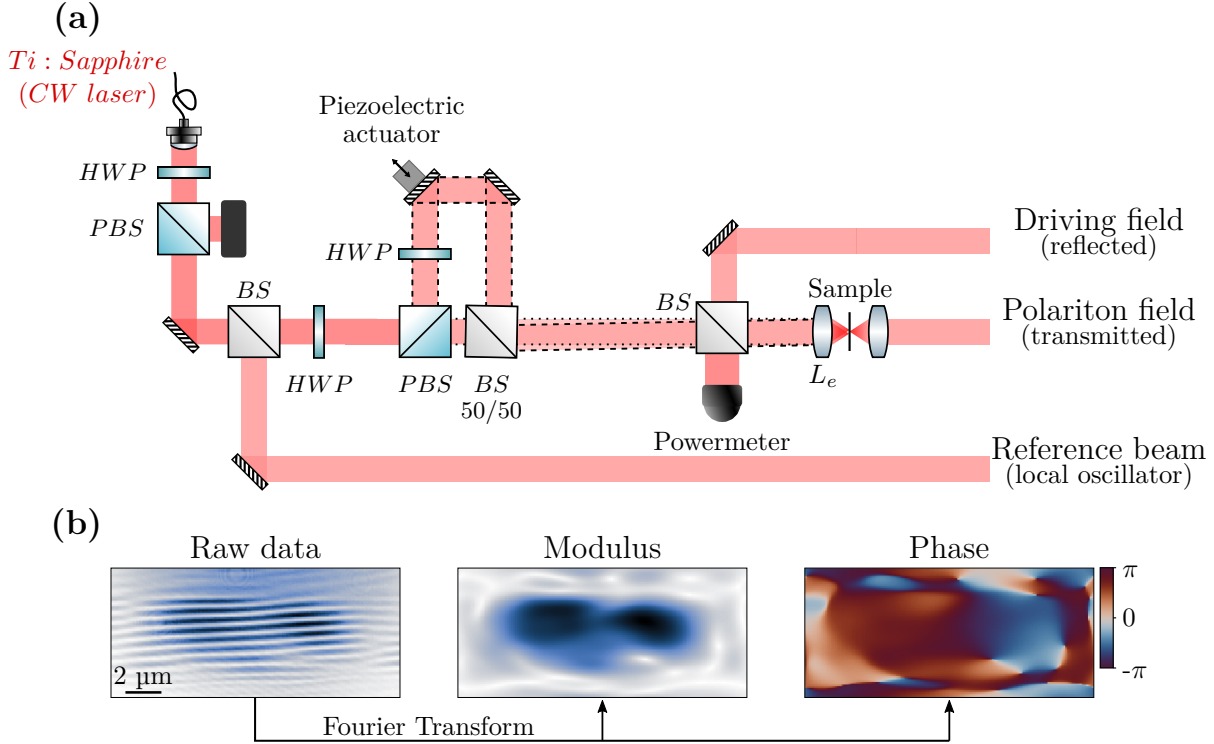 (a)
Ti : Sapphire
(CW laser)
Piezoelectric
actuator
HWP
PBS
HWP
Driving field
(reflected)
BS
BS
Sample
Polariton field
(transmitted)
HWP
PBS
BS
50/50
L_e
Powermeter
Reference beam
(local oscillator)
(b)
Raw data
Modulus
Phase
π
0
-π
2 µm
Fourier Transform